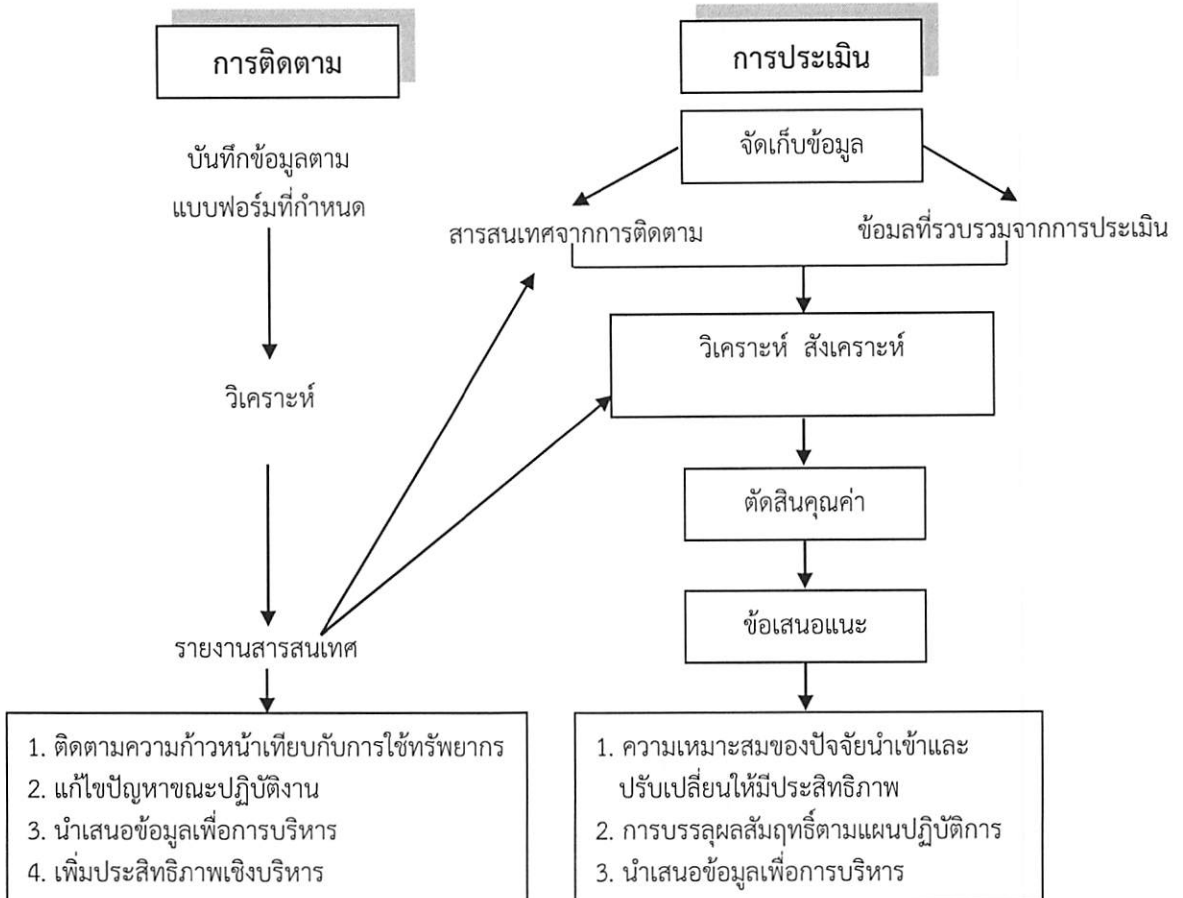 การติดตาม
บันทึกข้อมูลตาม
แบบฟอร์มที่กำหนด
วิเคราะห์
รายงานสารสนเทศ
1. ติดตามความก้าวหน้าเทียบกับการใช้ทรัพยากร
2. แก้ไขปัญหาขณะปฏิบัติงาน
3. นำเสนอข้อมูลเพื่อการบริหาร
4. เพิ่มประสิทธิภาพเชิงบริหาร
การประเมิน
จัดเก็บข้อมูล
สารสนเทศจากการติดตาม
ข้อมลที่รวบรวมจากการประเมิน
วิเคราะห์ สังเคราะห์
ตัดสินคุณค่า
ข้อเสนอแนะ
1. ความเหมาะสมของปัจจัยนำเข้าและ
ปรับเปลี่ยนให้มีประสิทธิภาพ
2. การบรรลุผลสัมฤทธิ์ตามแผนปฏิบัติการ
3. นำเสนอข้อมูลเพื่อการบริหาร